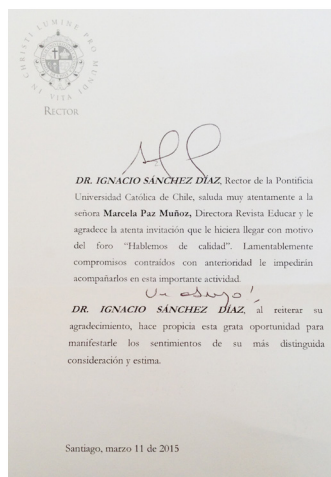 IN CHRISTI LUMINE PRO MUNDI VITA
RECTOR
DR. IGNACIO SÁNCHEZ DÍAZ, Rector de la Pontificia
Universidad Católica de Chile, saluda muy atentamente a la
señora Marcela Paz Muñoz, Directora Revista Educar y le
agradece la atenta invitación que le hiciera llegar con motivo
del foro “Hablemos de calidad”. Lamentablemente
compromisos contraídos con anterioridad le impedirán
acompañarlos en esta importante actividad.
Un abrazo!
DR. IGNACIO SÁNCHEZ DÍAZ, al reiterar su
agradecimiento, hace propicia esta grata oportunidad para
manifestarle los sentimientos de su más distinguida
consideración y estima.
Santiago, marzo 11 de 2015